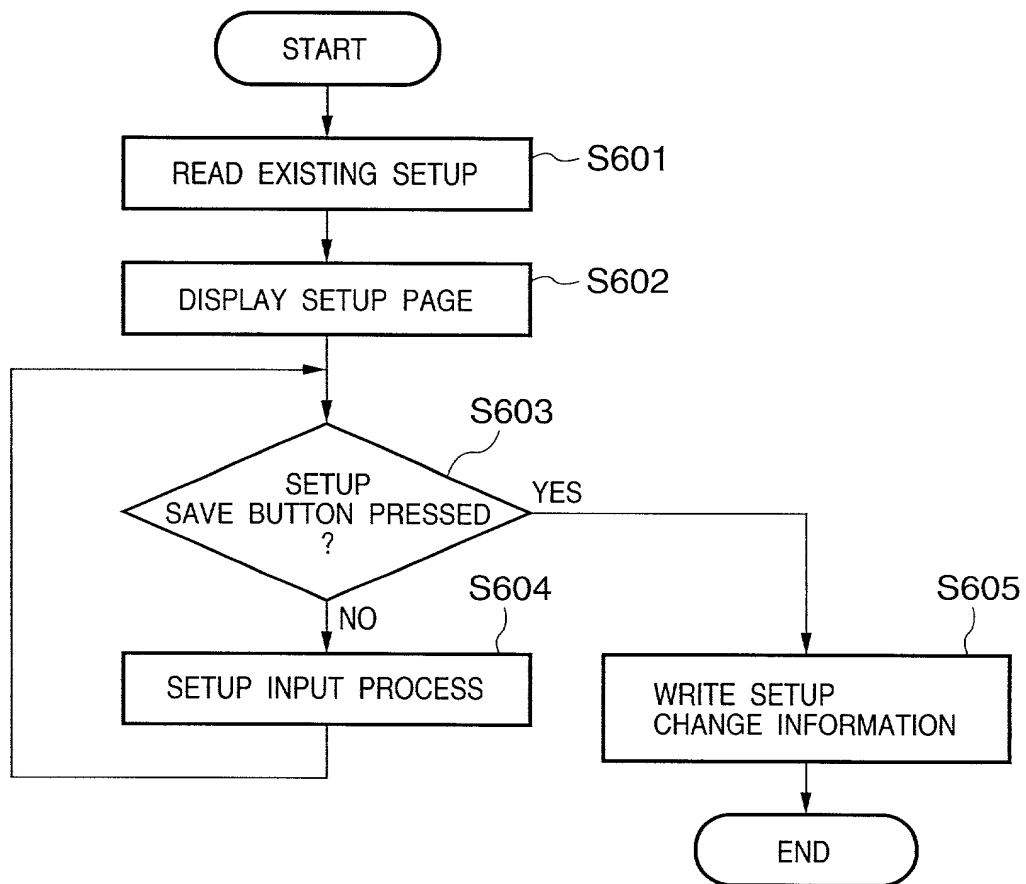 START
READ EXISTING SETUP
S601
DISPLAY SETUP PAGE
S602
S603
SETUP
SAVE BUTTON PRESSED
?
YES
NO
S604
SETUP INPUT PROCESS
S605
WRITE SETUP
CHANGE INFORMATION
END